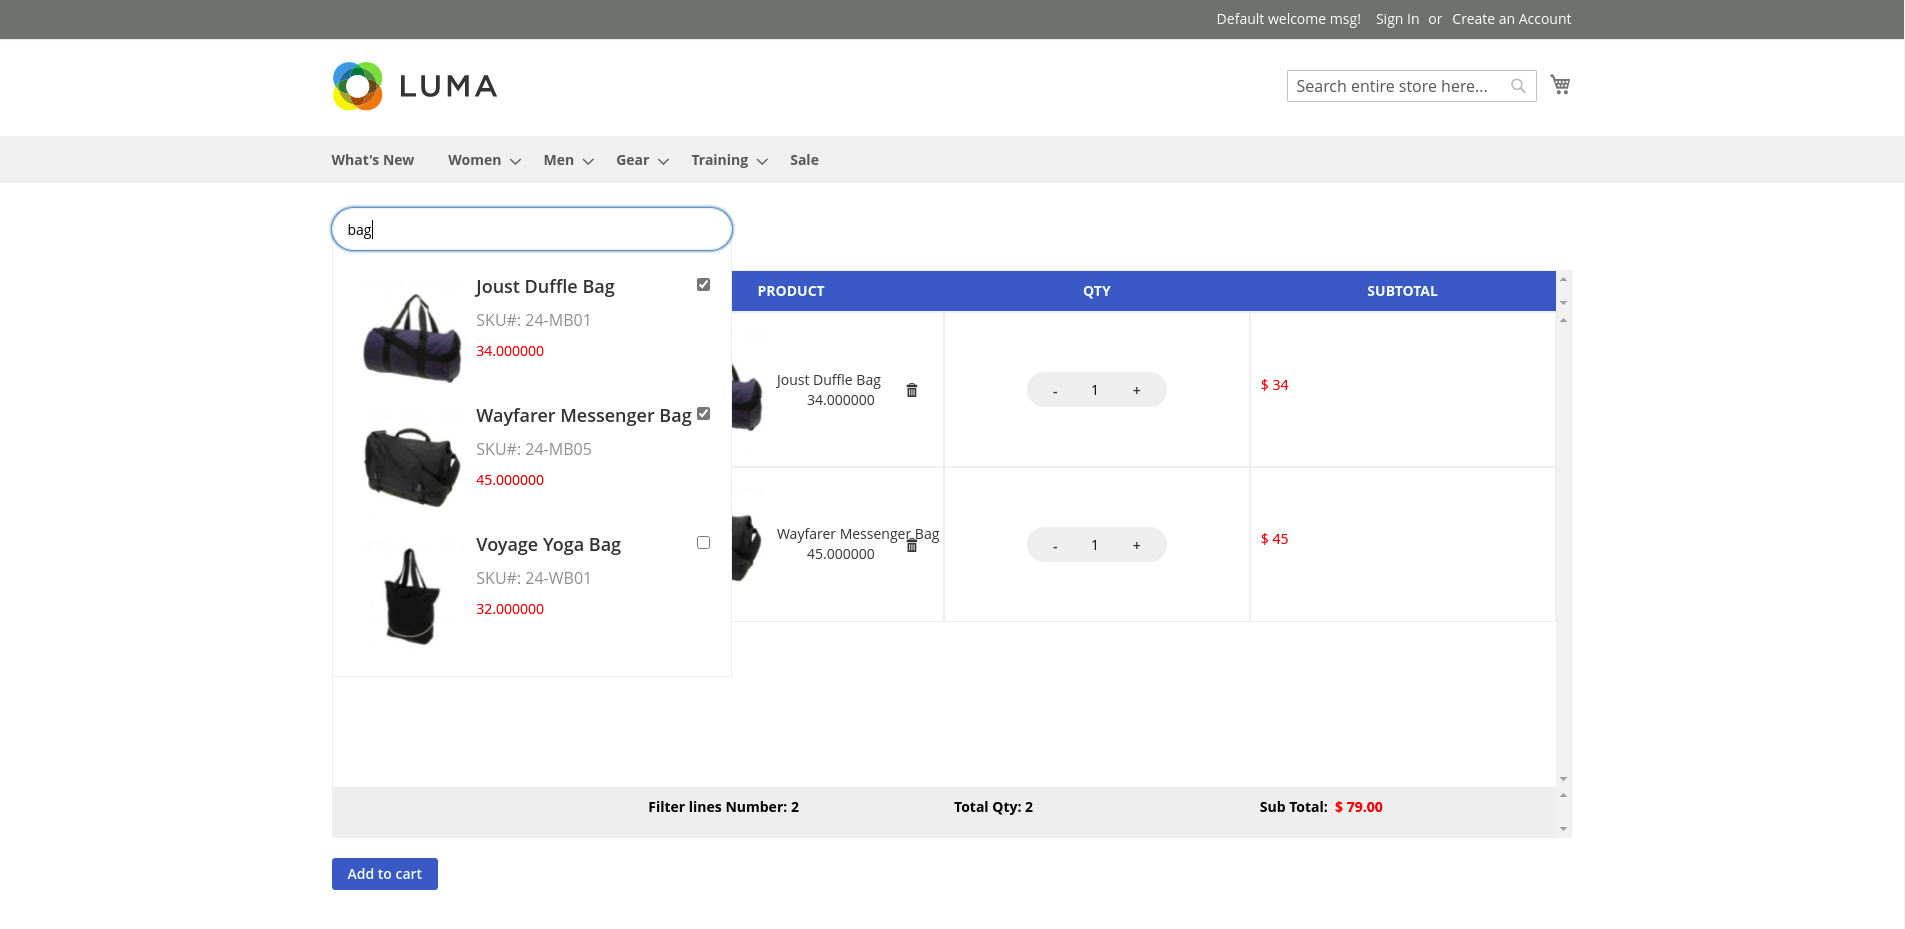 Default welcome msg! Sign In or Create an Account
LUMA
Search entire store here...
What's New Women Men Gear Training Sale
bag
Joust Duffle Bag
SKU#: 24-MB01
34.000000
Wayfarer Messenger Bag
SKU#: 24-MB05
45.000000
Voyage Yoga Bag
SKU#: 24-WB01
32.000000
PRODUCT QTY SUBTOTAL
Joust Duffle Bag
34.000000
- 1 +
$ 34
Wayfarer Messenger Bag
45.000000
- 1 +
$ 45
Filter lines Number: 2 Total Qty: 2 Sub Total: $ 79.00
Add to cart